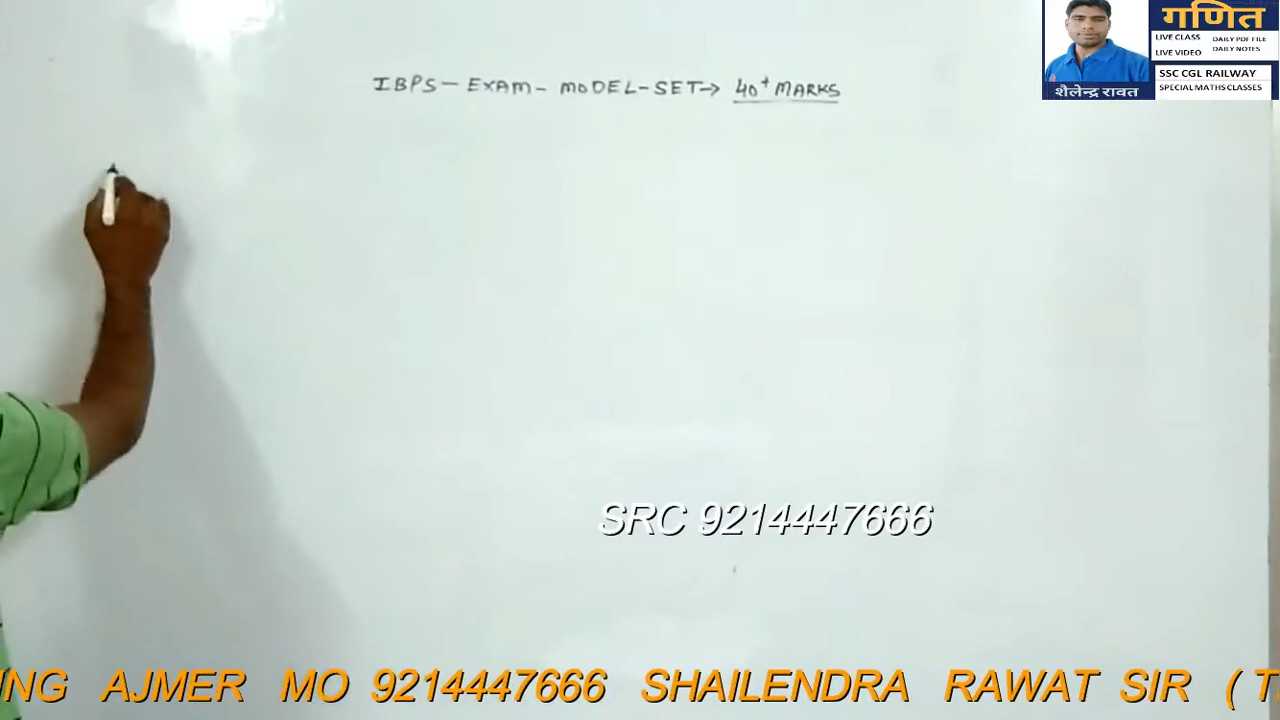 IBPS - EXAM - MODEL - SET → 40+ MARKS
गणित
LIVE CLASS DAILY PDF FILE
LIVE VIDEO DAILY NOTES
SSC CGL RAILWAY
SPECIAL MATHS CLASSES
शैलेन्द्र रावत
SRC 9214447666
ING AJMER MO 9214447666 SHAILENDRA RAWAT SIR (